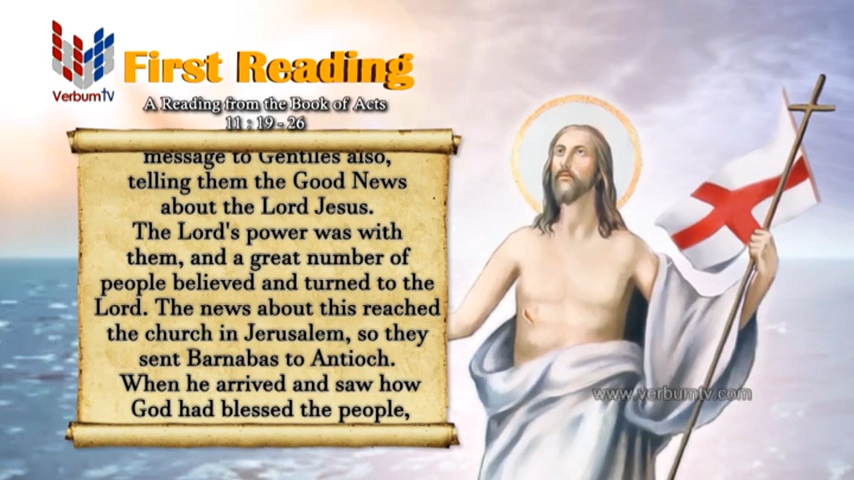 VerbumTV
First Reading
A Reading from the Book of Acts
11 : 19 - 26
message to Gentiles also,
telling them the Good News
about the Lord Jesus.
The Lord's power was with
them, and a great number of
people believed and turned to the
Lord. The news about this reached
the church in Jerusalem, so they
sent Barnabas to Antioch.
When he arrived and saw how
God had blessed the people,
www.verbumtv.com